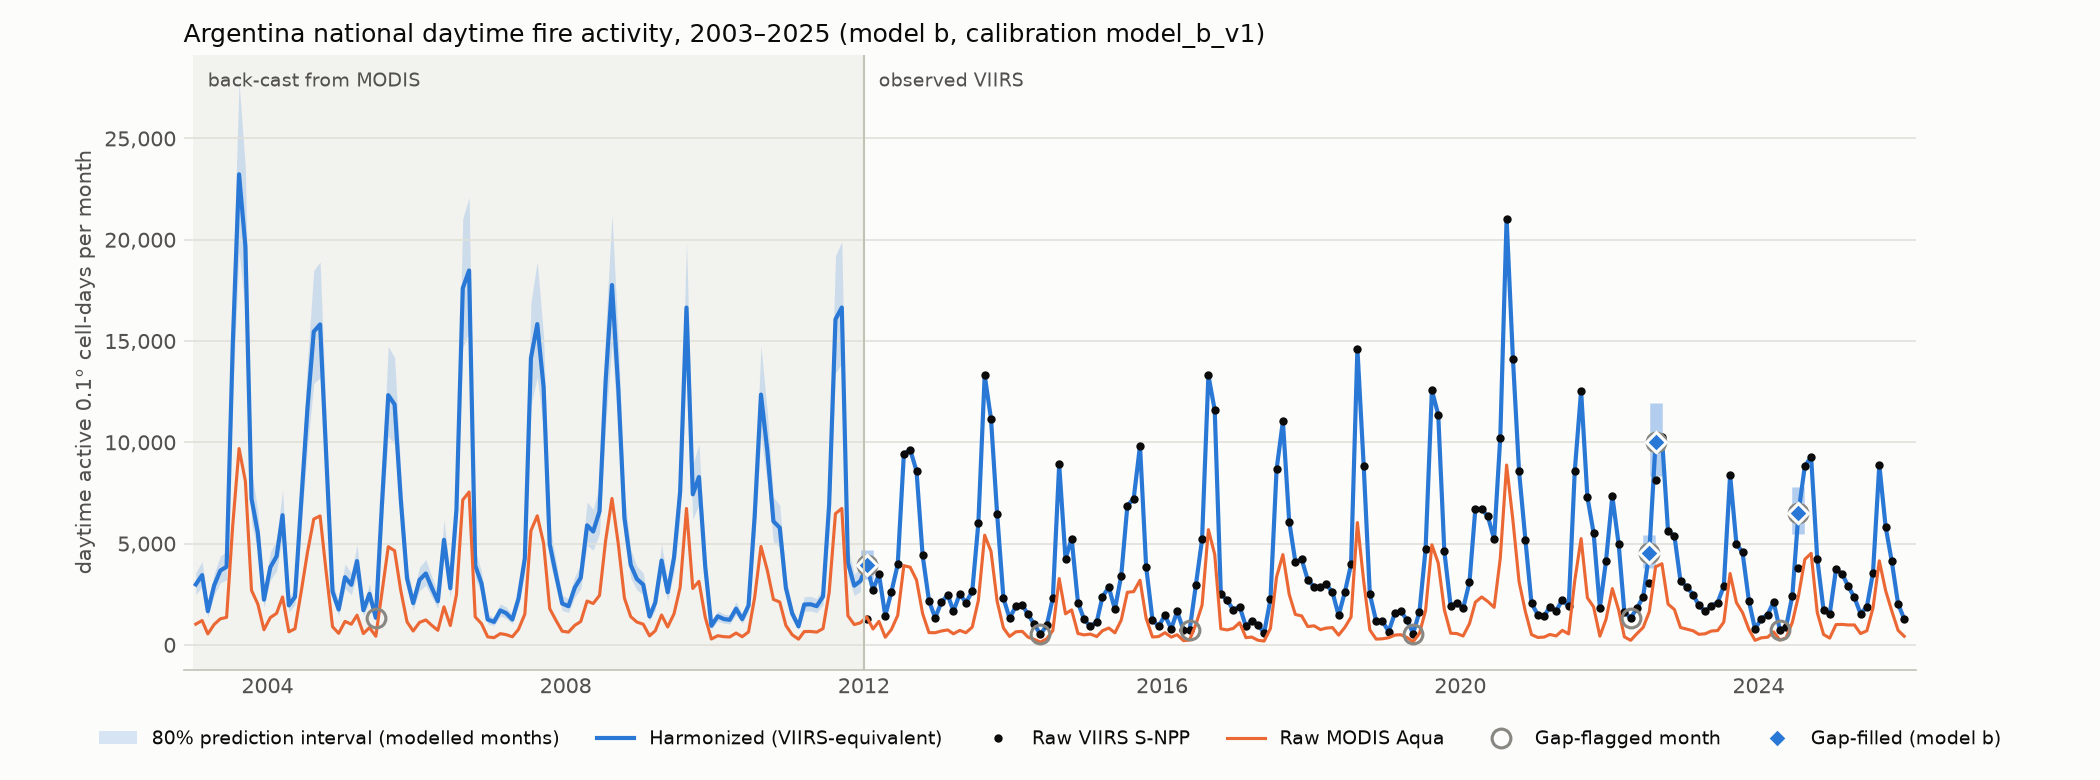 Argentina national daytime fire activity, 2003–2025 (model b, calibration model_b_v1)
back-cast from MODIS
observed VIIRS
daytime active 0.1° cell-days per month
25,000
20,000
15,000
10,000
5,000
0
2004
2008
2012
2016
2020
2024
80% prediction interval (modelled months)
Harmonized (VIIRS-equivalent)
Raw VIIRS S-NPP
Raw MODIS Aqua
Gap-flagged month
Gap-filled (model b)